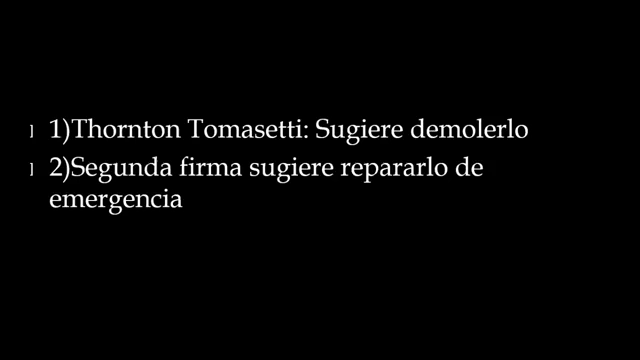 1)Thornton Tomasetti: Sugiere demolerlo
2)Segunda firma sugiere repararlo de
emergencia